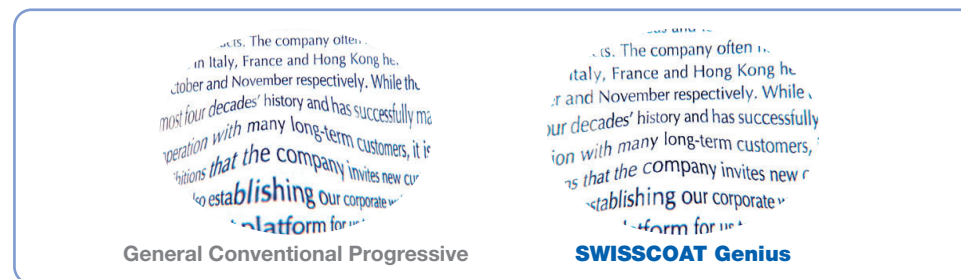 The company often
in Italy, France and Hong Kong
and November respectively. While
most four decades' history and has successfully
with many long-term customers, it is
that the company invites new
establishing our corporate
platform for
General Conventional Progressive
The company often
Italy, France and Hong Kong
and November respectively. While
decades' history and has successfully
with many long-term customers,
that the company invites new
establishing our corporate
for
SWISSCOAT Genius